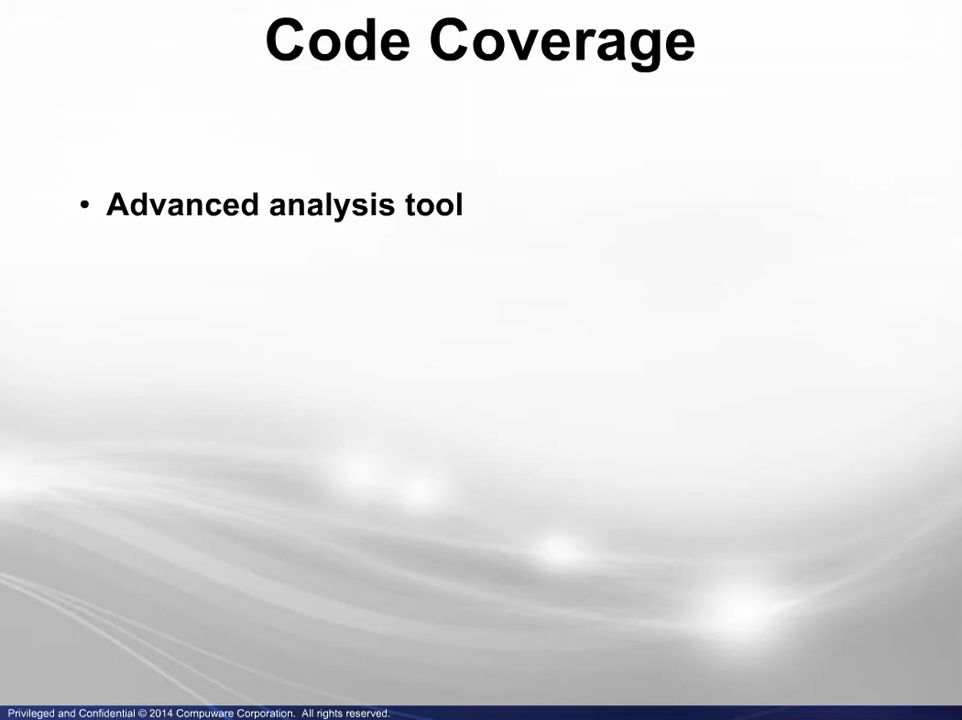 Code Coverage
• Advanced analysis tool
Privileged and Confidential © 2014 Compuware Corporation. All rights reserved.